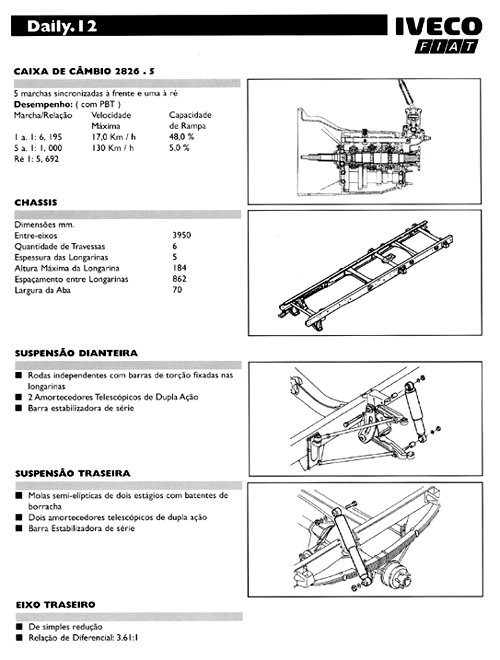 Daily.12
IVECO
FIAT
CAIXA DE CÂMBIO 2826 . 5
5 marchas sincronizadas à frente e uma à ré
Desempenho: ( com PBT )
Marcha/Relação Velocidade Capacidade
Máxima de Rampa
1 a. 1: 6, 195 17,0 Km / h 48,0 %
5 a. 1: 1, 000 130 Km / h 5,0 %
Ré 1: 5, 692
CHASSIS
Dimensões mm.
Entre-eixos 3950
Quantidade de Travessas 6
Espessura das Longarinas 5
Altura Máxima da Longarina 184
Espaçamento entre Longarinas 862
Largura da Aba 70
SUSPENSÃO DIANTEIRA
Rodas independentes com barras de torção fixadas nas
longarinas
2 Amortecedores Telescópicos de Dupla Ação
Barra estabilizadora de série
SUSPENSÃO TRASEIRA
Molas semi-elípticas de dois estágios com batentes de
borracha
Dois amortecedores telescópicos de dupla ação
Barra Estabilizadora de série
EIXO TRASEIRO
De simples redução
Relação de Diferencial: 3.61:1